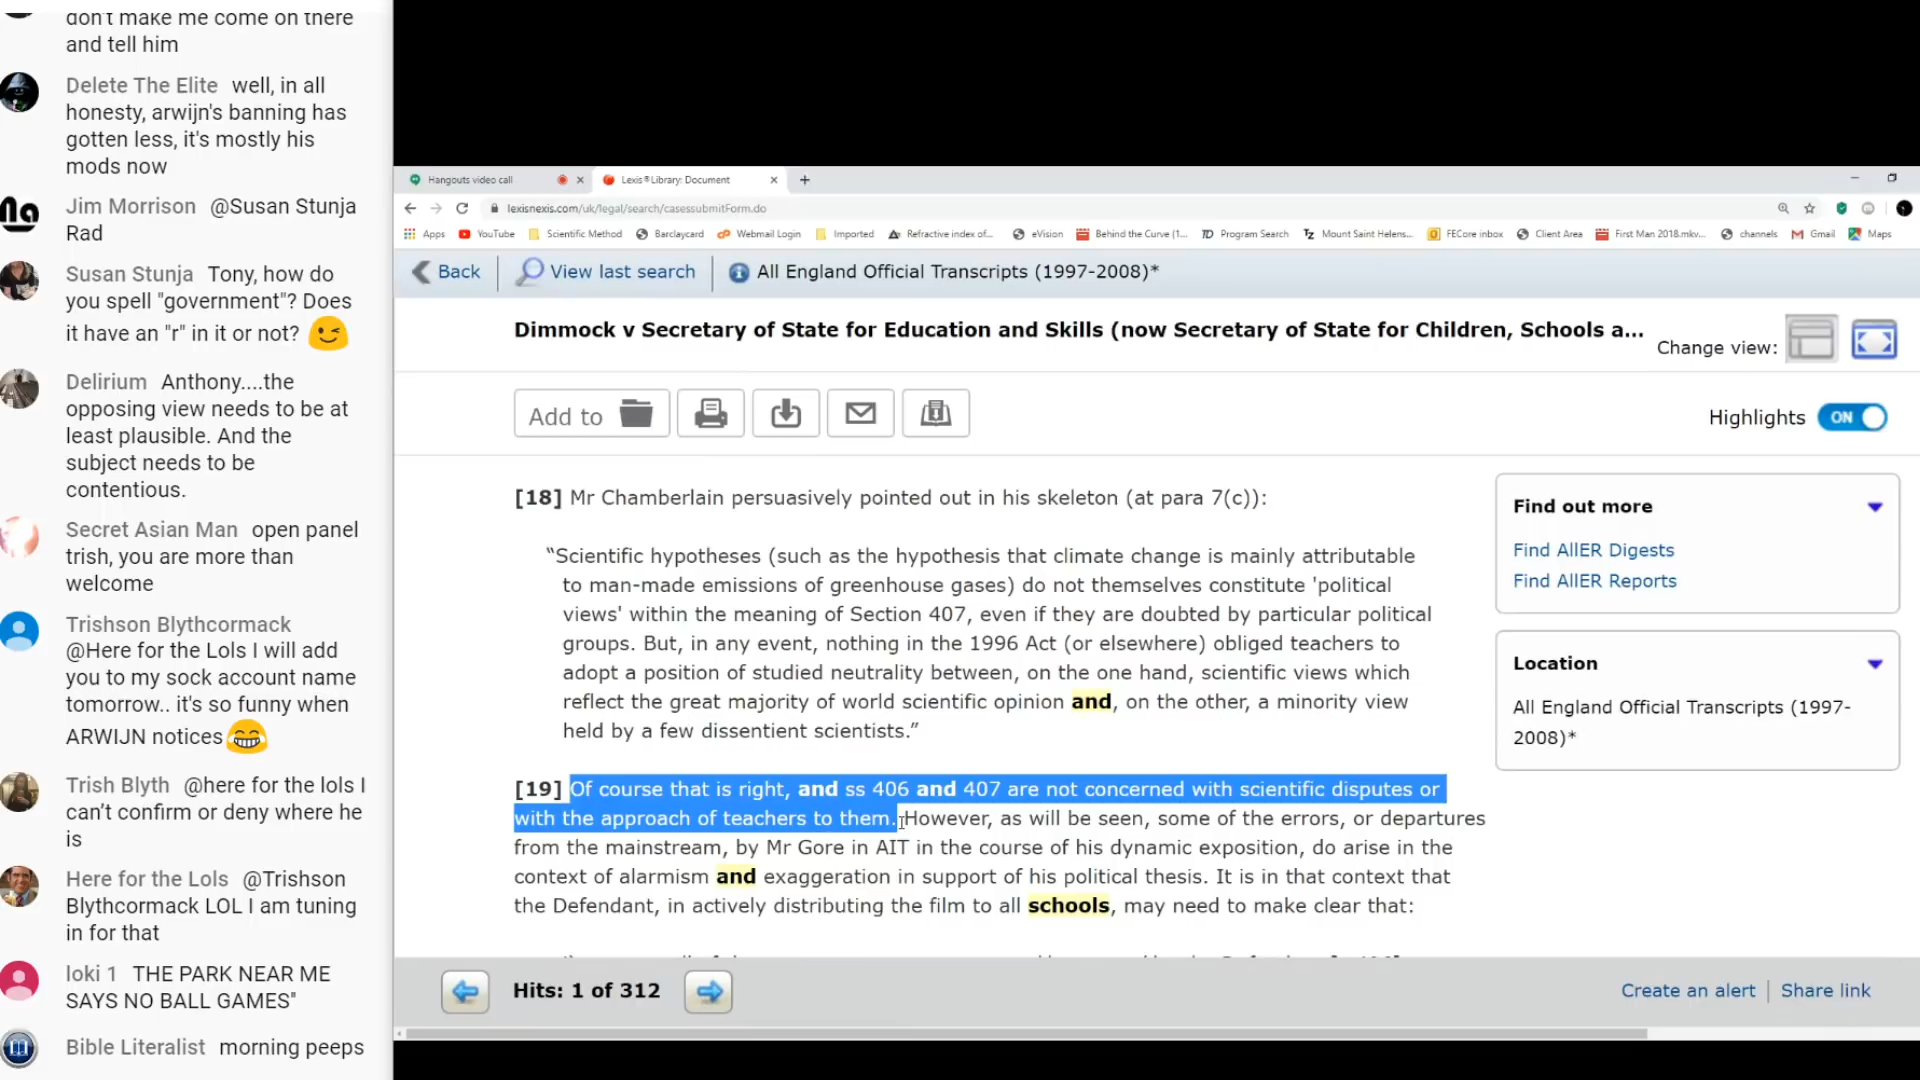 don't make me come on there
and tell him
Delete The Elite well, in all
honesty, arwijn's banning has
gotten less, it's mostly his
mods now
Jim Morrison @Susan Stunja
Rad
Susan Stunja Tony, how do
you spell "government"? Does
it have an "r" in it or not? 😉
Delirium Anthony....the
opposing view needs to be at
least plausible. And the
subject needs to be
contentious.
Secret Asian Man open panel
trish, you are more than
welcome
Trishson Blythcormack
@Here for the Lols I will add
you to my sock account name
tomorrow.. it's so funny when
ARWIJN notices😂
Trish Blyth @here for the lols I
can't confirm or deny where he
is
Here for the Lols @Trishson
Blythcormack LOL I am tuning
in for that
loki 1 THE PARK NEAR ME
SAYS NO BALL GAMES"
Bible Literalist morning peeps
Hangouts video call
Lexis®Library: Document
lexisnexis.com/uk/legal/search/casessubmitForm.do
Apps YouTube Scientific Method Barclaycard Webmail Login Imported Refractive index of... eVision Behind the Curve (1... Program Search Mount Saint Helens... FECore inbox Client Area First Man 2018.mkv... channels Gmail Maps
Back View last search All England Official Transcripts (1997-2008)*
Dimmock v Secretary of State for Education and Skills (now Secretary of State for Children, Schools a...
Change view:
Add to
Highlights ON
[18] Mr Chamberlain persuasively pointed out in his skeleton (at para 7(c)):
“Scientific hypotheses (such as the hypothesis that climate change is mainly attributable
to man-made emissions of greenhouse gases) do not themselves constitute 'political
views' within the meaning of Section 407, even if they are doubted by particular political
groups. But, in any event, nothing in the 1996 Act (or elsewhere) obliged teachers to
adopt a position of studied neutrality between, on the one hand, scientific views which
reflect the great majority of world scientific opinion and, on the other, a minority view
held by a few dissentient scientists.”
[19] Of course that is right, and ss 406 and 407 are not concerned with scientific disputes or
with the approach of teachers to them. However, as will be seen, some of the errors, or departures
from the mainstream, by Mr Gore in AIT in the course of his dynamic exposition, do arise in the
context of alarmism and exaggeration in support of his political thesis. It is in that context that
the Defendant, in actively distributing the film to all schools, may need to make clear that:
Find out more
Find AllER Digests
Find AllER Reports
Location
All England Official Transcripts (1997-
2008)*
Hits: 1 of 312
Create an alert | Share link